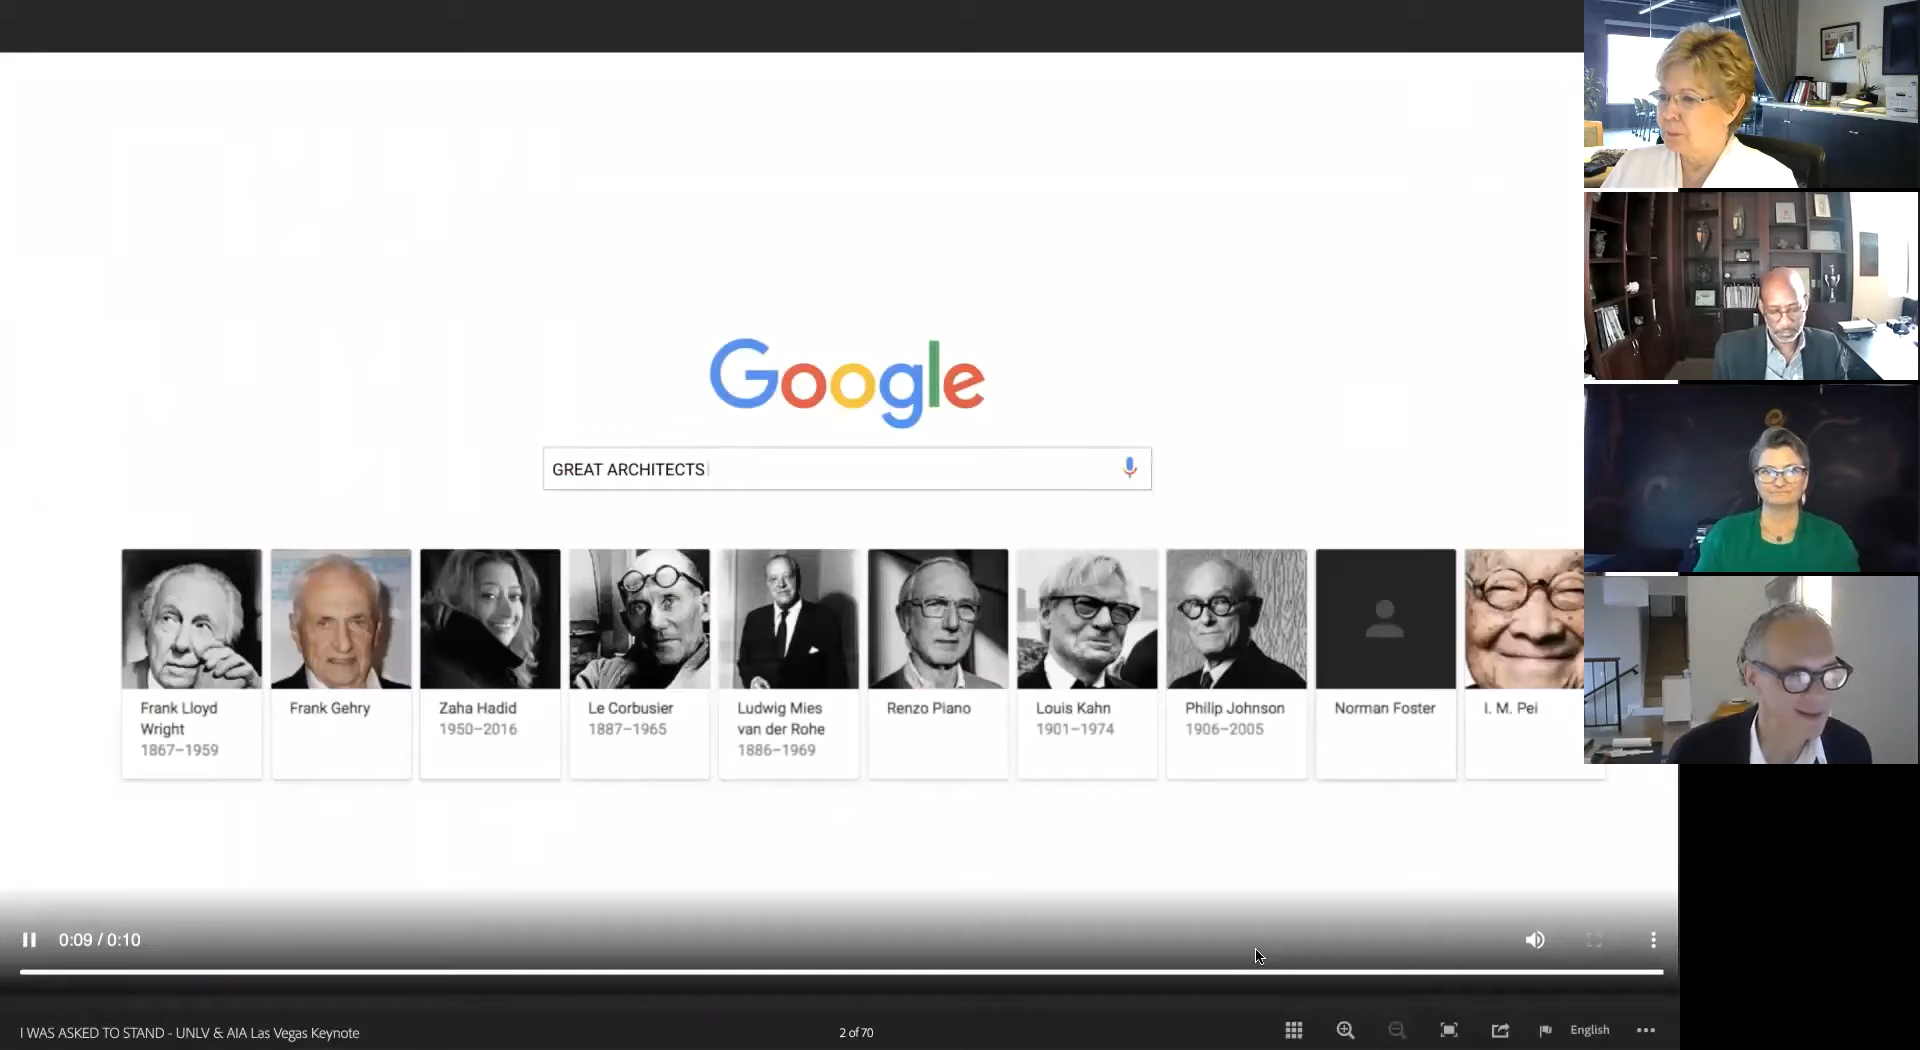 Google
GREAT ARCHITECTS
Frank Lloyd
Wright
1867–1959
Frank Gehry
Zaha Hadid
1950–2016
Le Corbusier
1887–1965
Ludwig Mies
van der Rohe
1886–1969
Renzo Piano
Louis Kahn
1901–1974
Philip Johnson
1906–2005
Norman Foster
I. M. Pei
0:09 / 0:10
I WAS ASKED TO STAND - UNLV & AIA Las Vegas Keynote
2 of 70
English